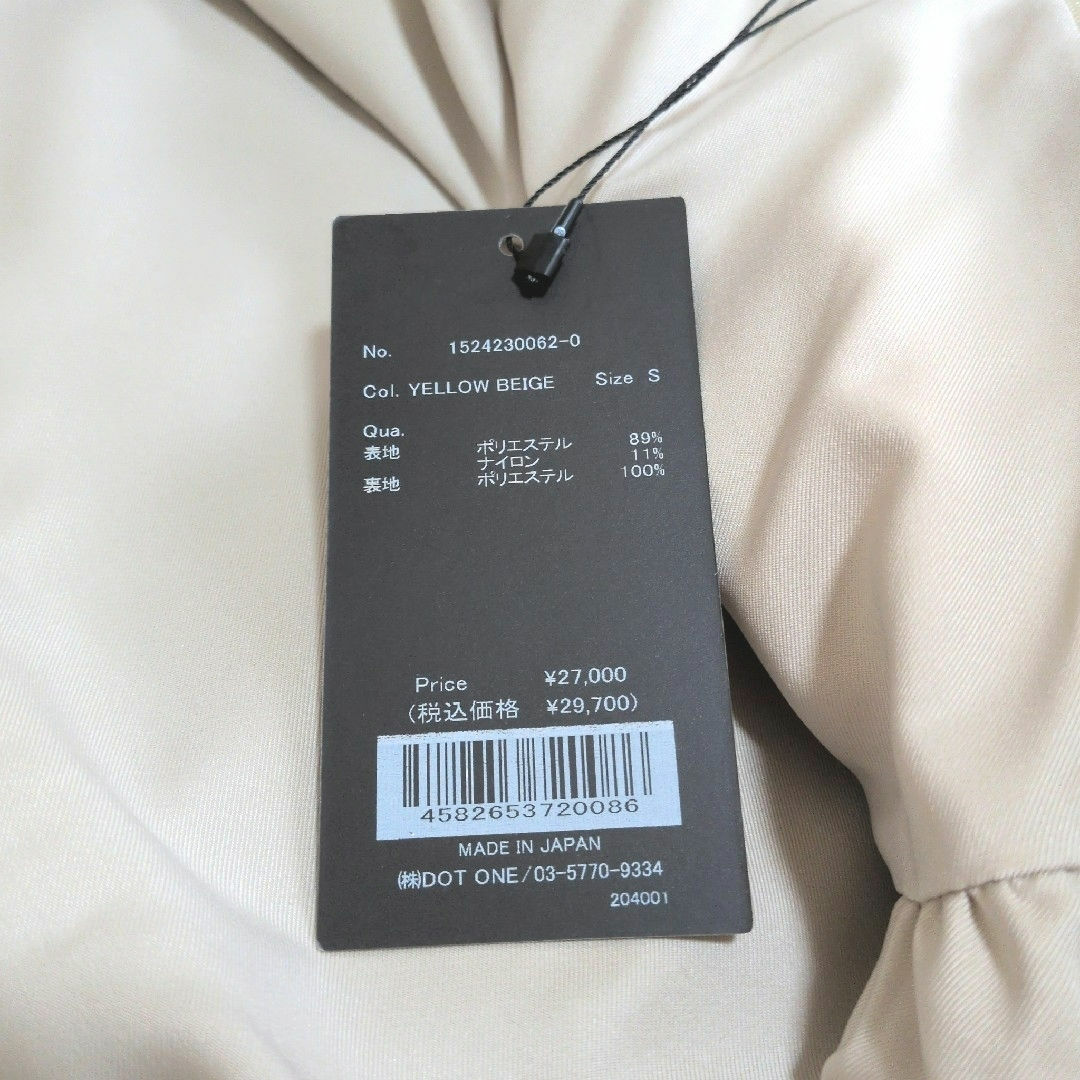 No. 1524230062-0
Col. YELLOW BEIGE Size S
Qua.
表地 ポリエステル 89%
ナイロン 11%
裏地 ポリエステル 100%
Price ¥27,000
(税込価格 ¥29,700)
4582653720086
MADE IN JAPAN
㈱DOT ONE/03-5770-9334
204001